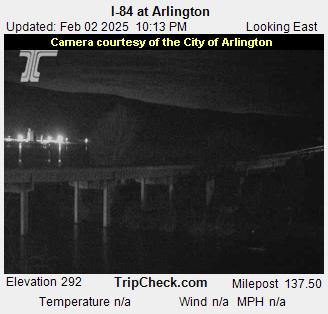 I-84 at Arlington
Updated: Feb 02 2025 10:13 PM Looking East
Camera courtesy of the City of Arlington
Elevation 292 TripCheck.com Milepost 137.50
Temperature n/a Wind n/a MPH n/a